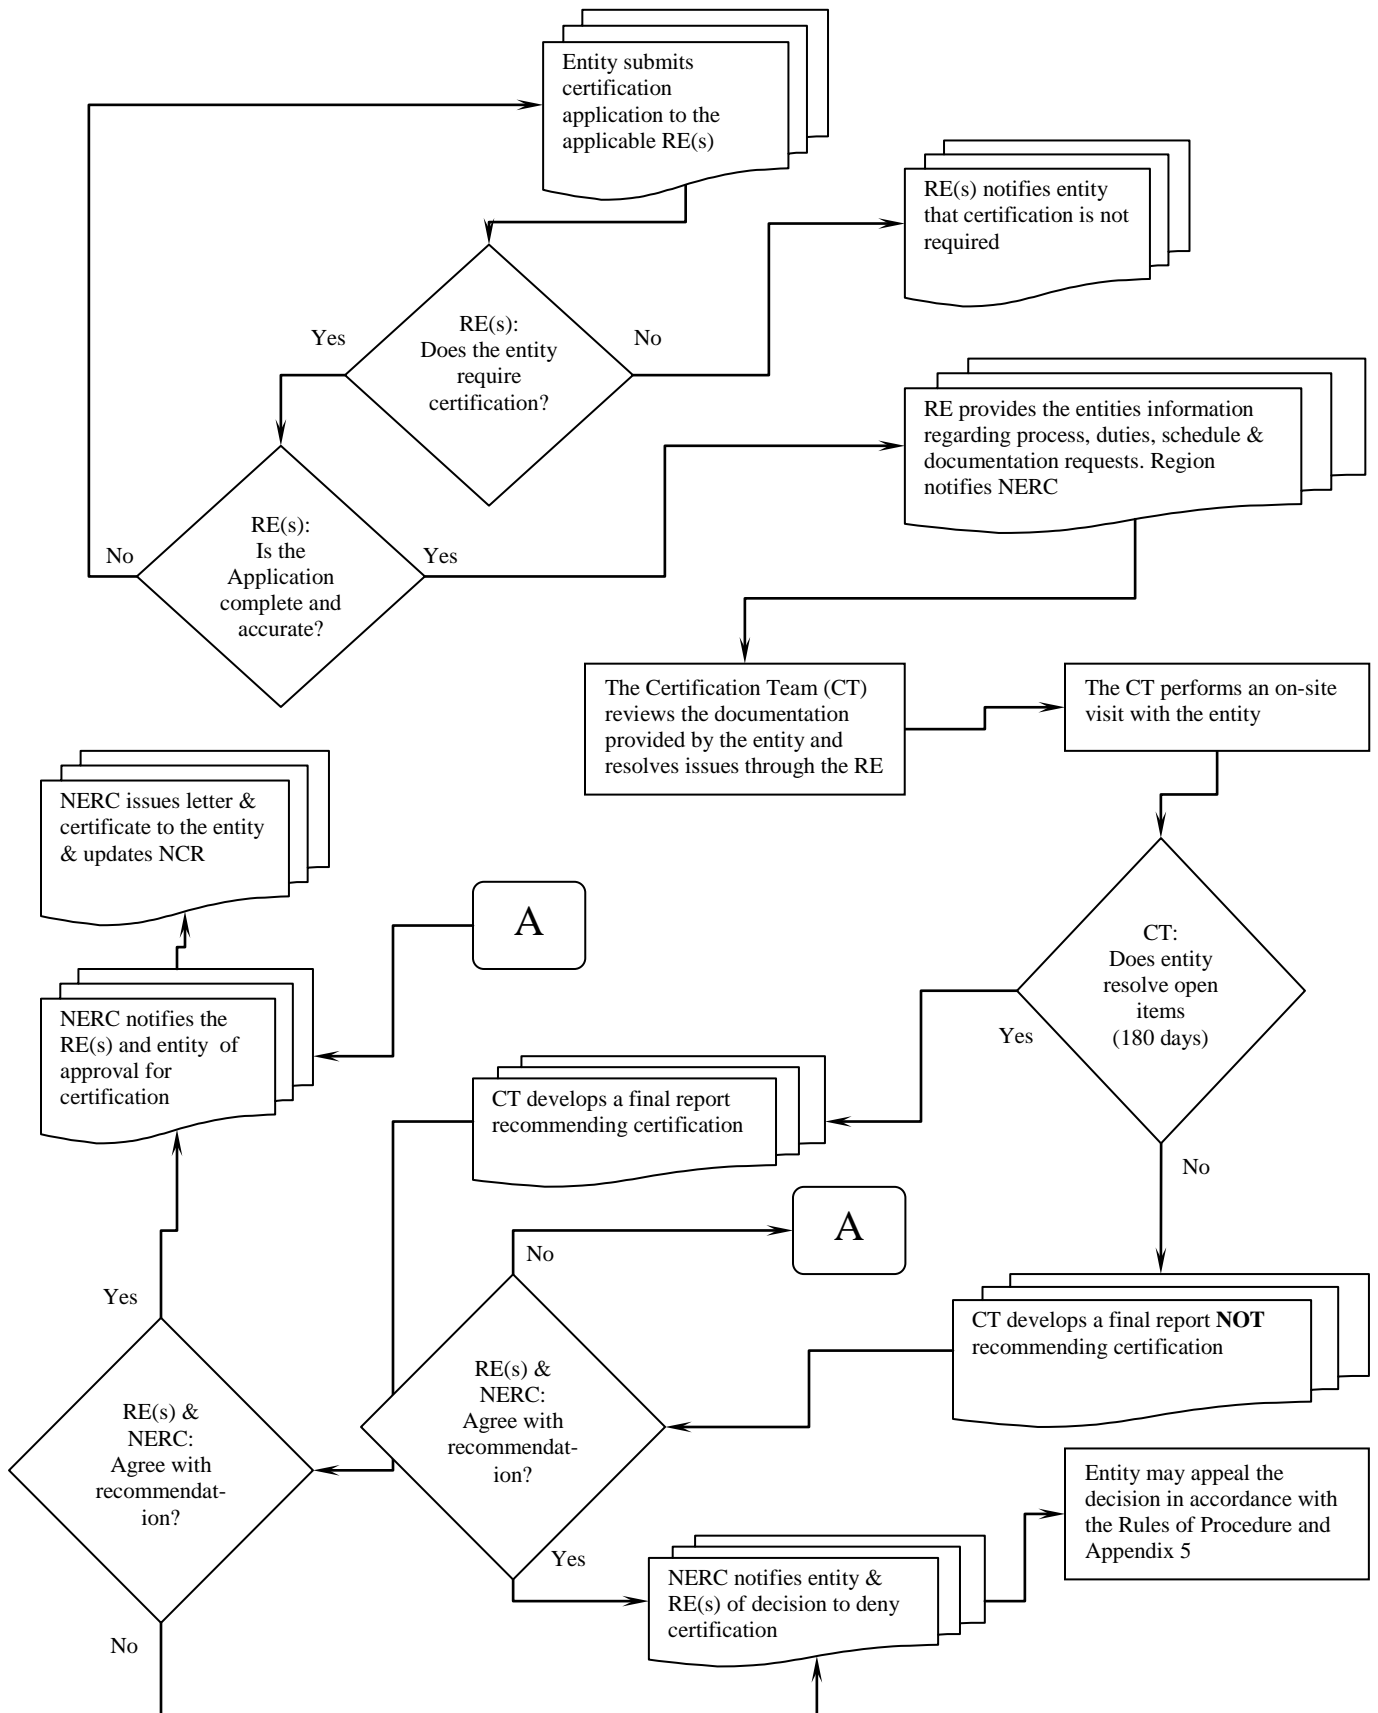 Entity submits
certification
application to the
applicable RE(s)
RE(s) notifies entity
that certification is not
required
RE(s):
Does the entity
require
certification?
Yes
No
RE provides the entities information
regarding process, duties, schedule &
documentation requests. Region
notifies NERC
RE(s):
Is the
Application
complete and
accurate?
No
Yes
The Certification Team (CT)
reviews the documentation
provided by the entity and
resolves issues through the RE
The CT performs an on-site
visit with the entity
NERC issues letter &
certificate to the entity
& updates NCR
A
CT:
Does entity
resolve open
items
(180 days)
Yes
No
NERC notifies the
RE(s) and entity of
approval for
certification
CT develops a final report
recommending certification
A
No
Yes
CT develops a final report NOT
recommending certification
RE(s) &
NERC:
Agree with
recommendat-
ion?
RE(s) &
NERC:
Agree with
recommendat-
ion?
Entity may appeal the
decision in accordance with
the Rules of Procedure and
Appendix 5
Yes
NERC notifies entity &
RE(s) of decision to deny
certification
No